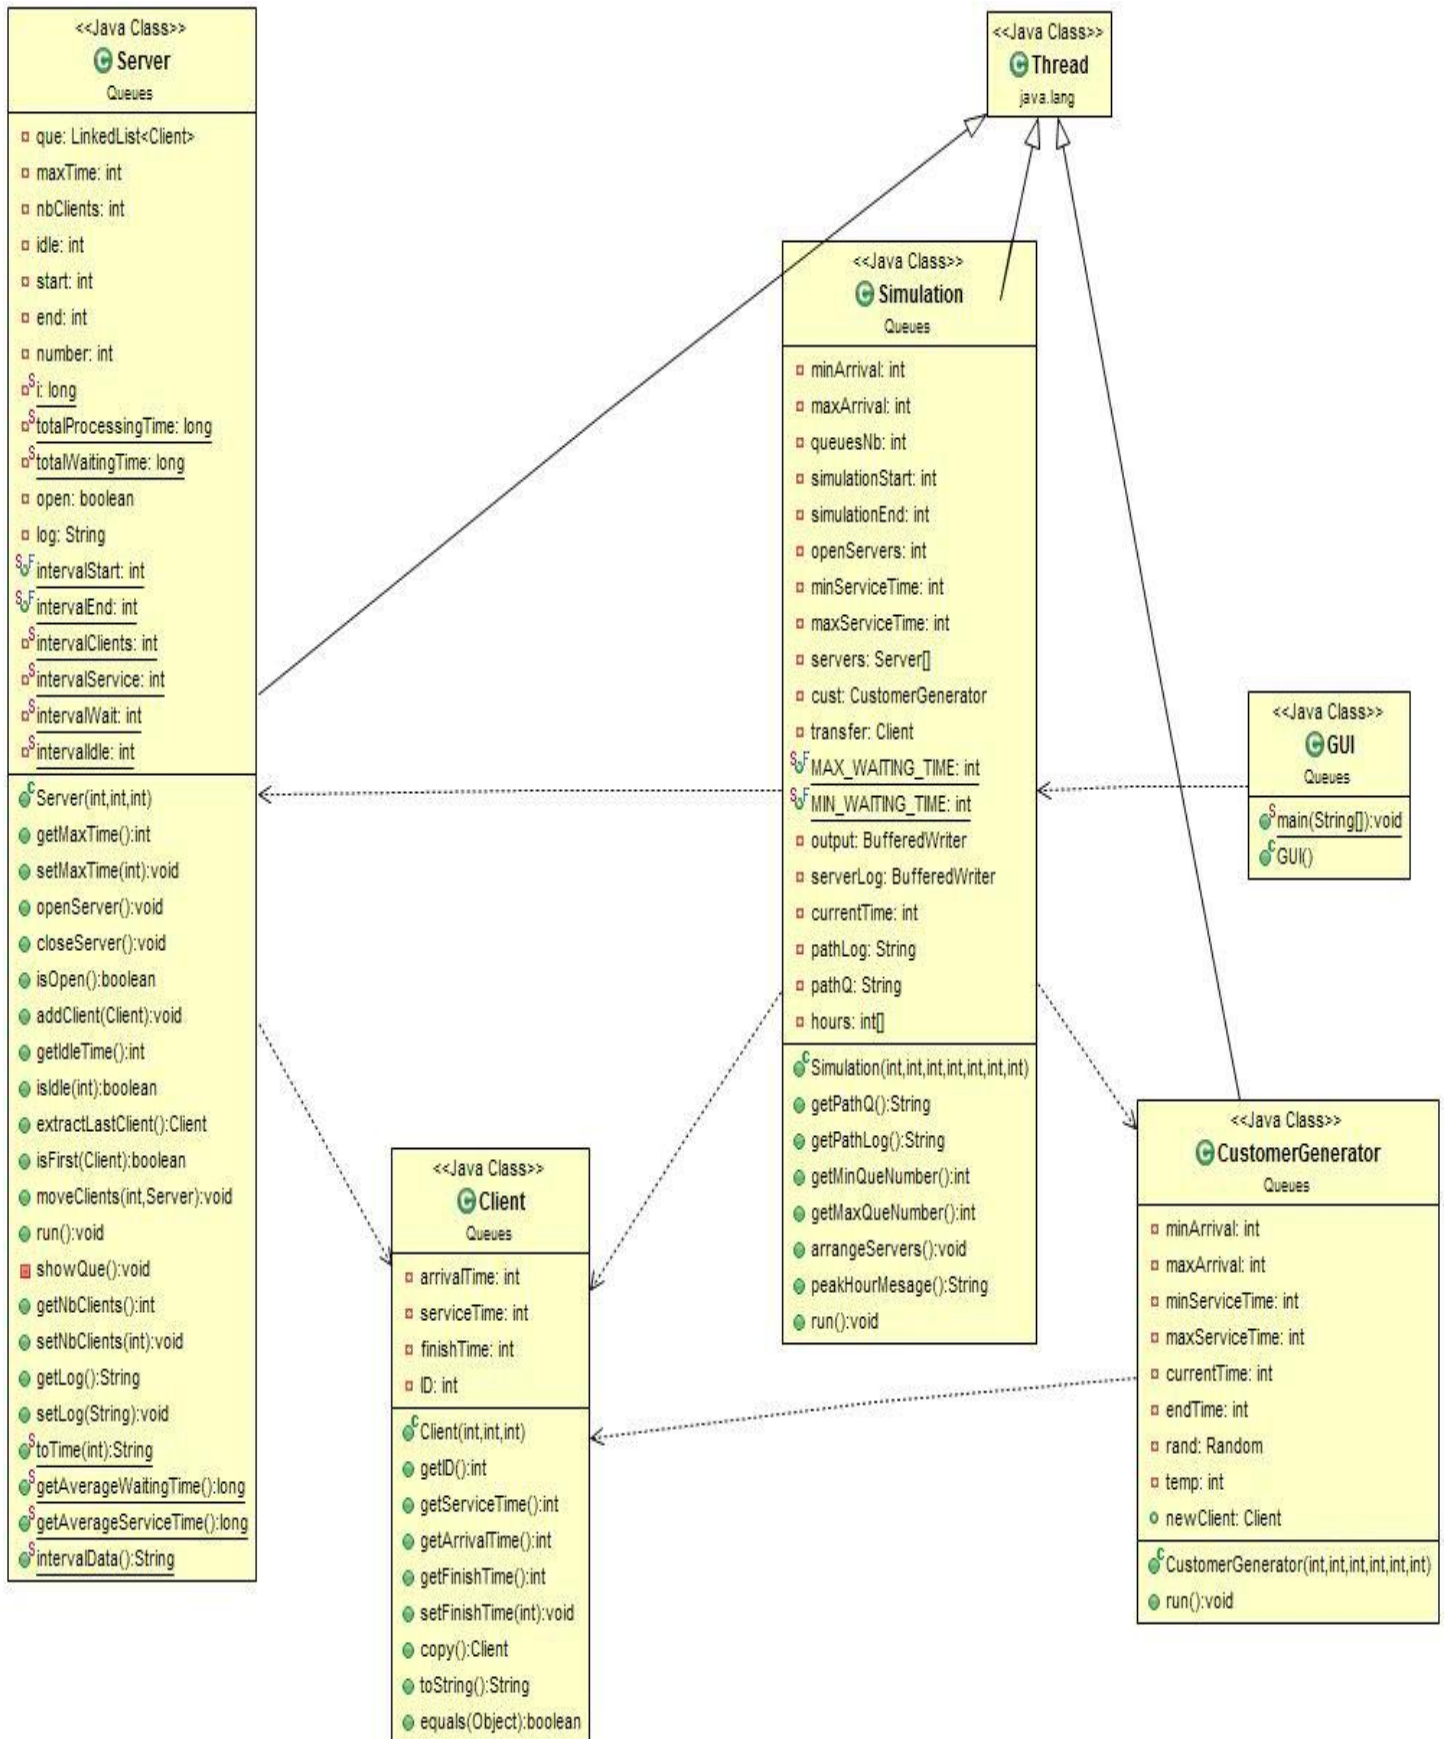 <<Java Class>>
Server
Queues
que: LinkedList<Client>
maxTime: int
nbClients: int
idle: int
start: int
end: int
number: int
S i: long
S totalProcessingTime: long
S totalWaitingTime: long
open: boolean
log: String
S F intervalStart: int
S F intervalEnd: int
S intervalClients: int
S intervalService: int
S intervalWait: int
S intervalIdle: int
C Server(int,int,int)
getMaxTime():int
setMaxTime(int):void
openServer():void
closeServer():void
isOpen():boolean
addClient(Client):void
getIdleTime():int
isIdle(int):boolean
extractLastClient():Client
isFirst(Client):boolean
moveClients(int,Server):void
run():void
showQue():void
getNbClients():int
setNbClients(int):void
getLog():String
setLog(String):void
S toTime(int):String
S getAverageWaitingTime():long
S getAverageServiceTime():long
S intervalData():String
<<Java Class>>
Thread
java.lang
<<Java Class>>
Simulation
Queues
minArrival: int
maxArrival: int
queuesNb: int
simulationStart: int
simulationEnd: int
openServers: int
minServiceTime: int
maxServiceTime: int
servers: Server[]
cust: CustomerGenerator
transfer: Client
S F MAX_WAITING_TIME: int
S F MIN_WAITING_TIME: int
output: BufferedWriter
serverLog: BufferedWriter
currentTime: int
pathLog: String
pathQ: String
hours: int[]
C Simulation(int,int,int,int,int,int,int)
getPathQ():String
getPathLog():String
getMinQueNumber():int
getMaxQueNumber():int
arrangeServers():void
peakHourMesage():String
run():void
<<Java Class>>
GUI
Queues
S main(String[]):void
C GUI()
<<Java Class>>
Client
Queues
arrivalTime: int
serviceTime: int
finishTime: int
ID: int
C Client(int,int,int)
getID():int
getServiceTime():int
getArrivalTime():int
getFinishTime():int
setFinishTime(int):void
copy():Client
toString():String
equals(Object):boolean
<<Java Class>>
CustomerGenerator
Queues
minArrival: int
maxArrival: int
minServiceTime: int
maxServiceTime: int
currentTime: int
endTime: int
rand: Random
temp: int
newClient: Client
C CustomerGenerator(int,int,int,int,int,int)
run():void